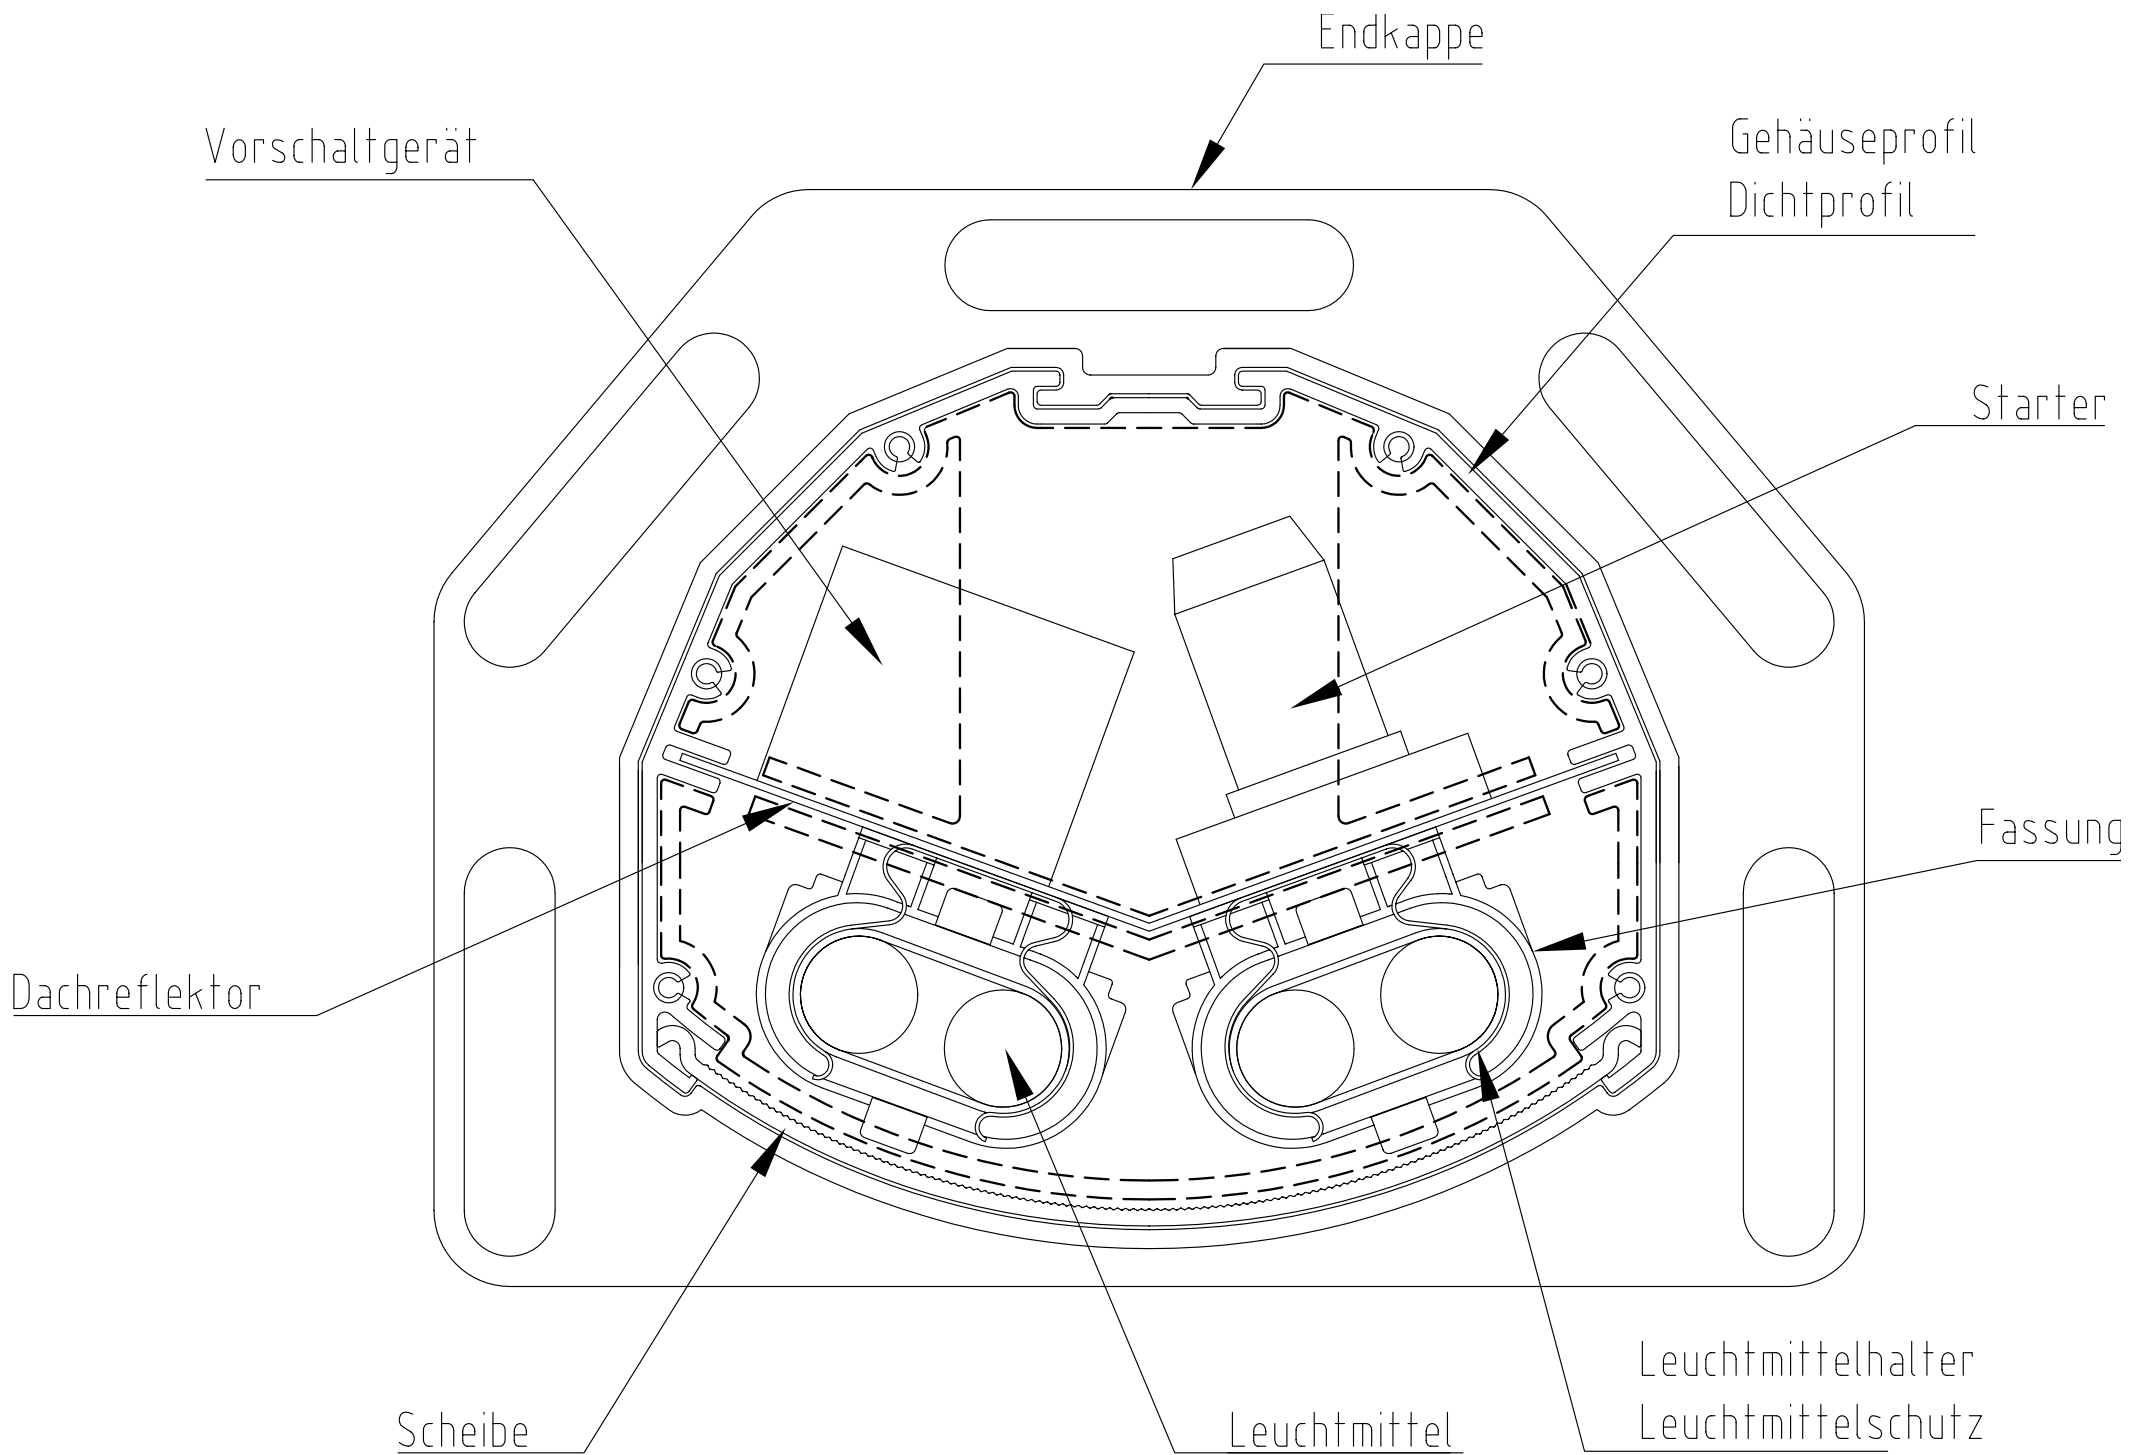 Endkappe
Vorschaltgerät
Gehäuseprofil
Dichtprofil
Starter
Fassung
Dachreflektor
Leuchtmittelhalter
Leuchtmittelschutz
Scheibe
Leuchtmittel